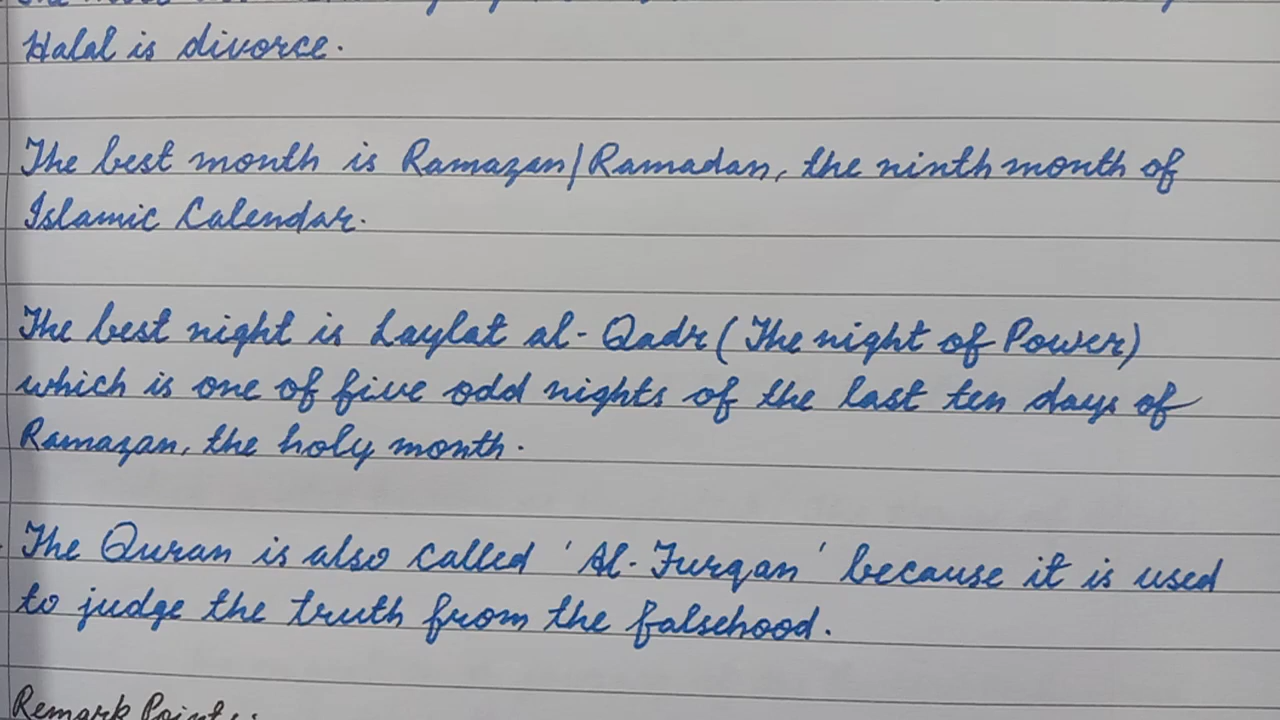 Halal is divorce.
The best month is Ramazan/Ramadan, the ninth month of
Islamic Calendar.
The best night is Laylat al-Qadr (The night of Power)
which is one of five odd nights of the last ten days of
Ramazan, the holy month.
The Quran is also called 'Al-Furqan' because it is used
to judge the truth from the falsehood.
Remark Points: